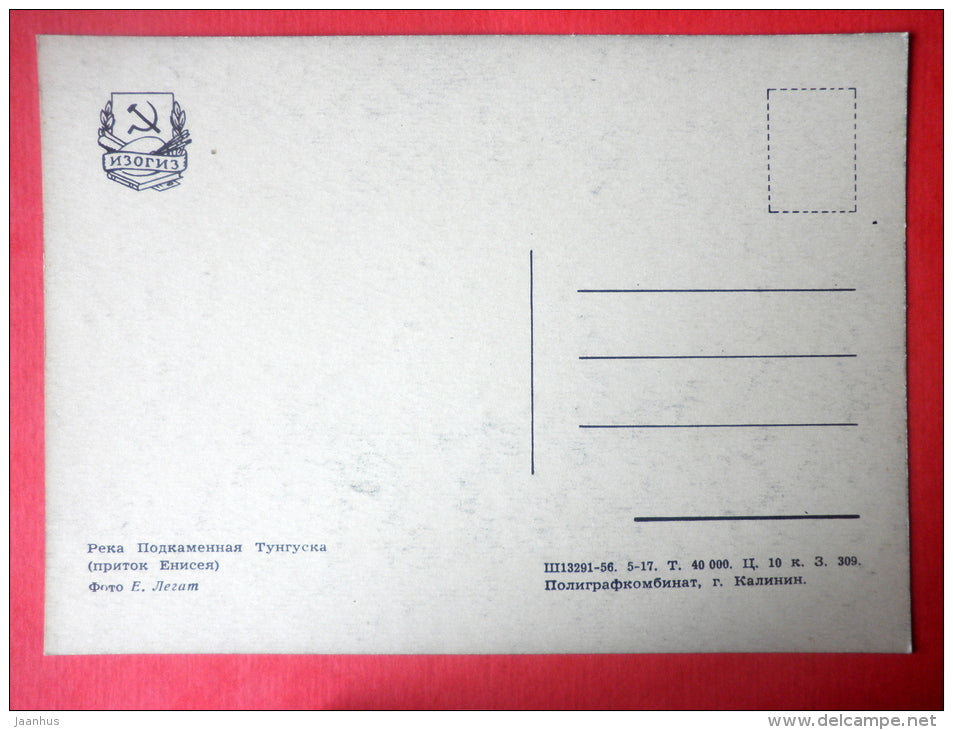 ИЗОГИЗ
Река Подкаменная Тунгуска
(приток Енисея)
Фото Е. Легат
Ш13291-56. 5-17. Т. 40 000. Ц. 10 к. З. 309.
Полиграфкомбинат, г. Калинин.
Jaanhus
www.delcampe.net